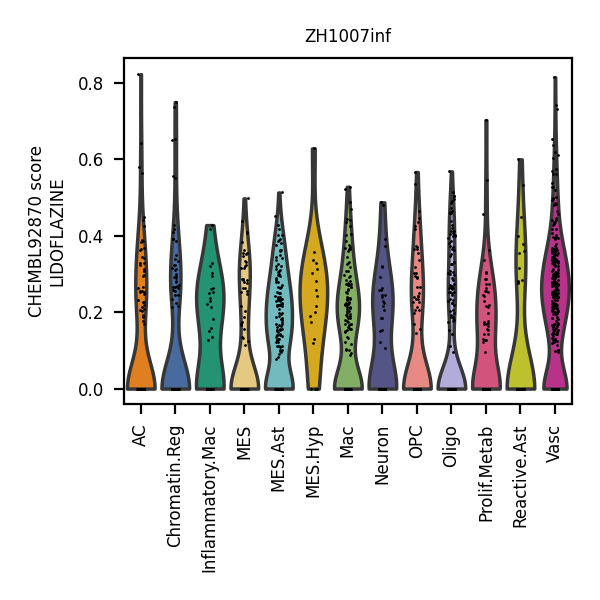 ZH1007inf
CHEMBL92870 score
LIDOFLAZINE
0.8
0.6
0.4
0.2
0.0
AC
Chromatin.Reg
Inflammatory.Mac
MES
MES.Ast
MES.Hyp
Mac
Neuron
OPC
Oligo
Prolif.Metab
Reactive.Ast
Vasc